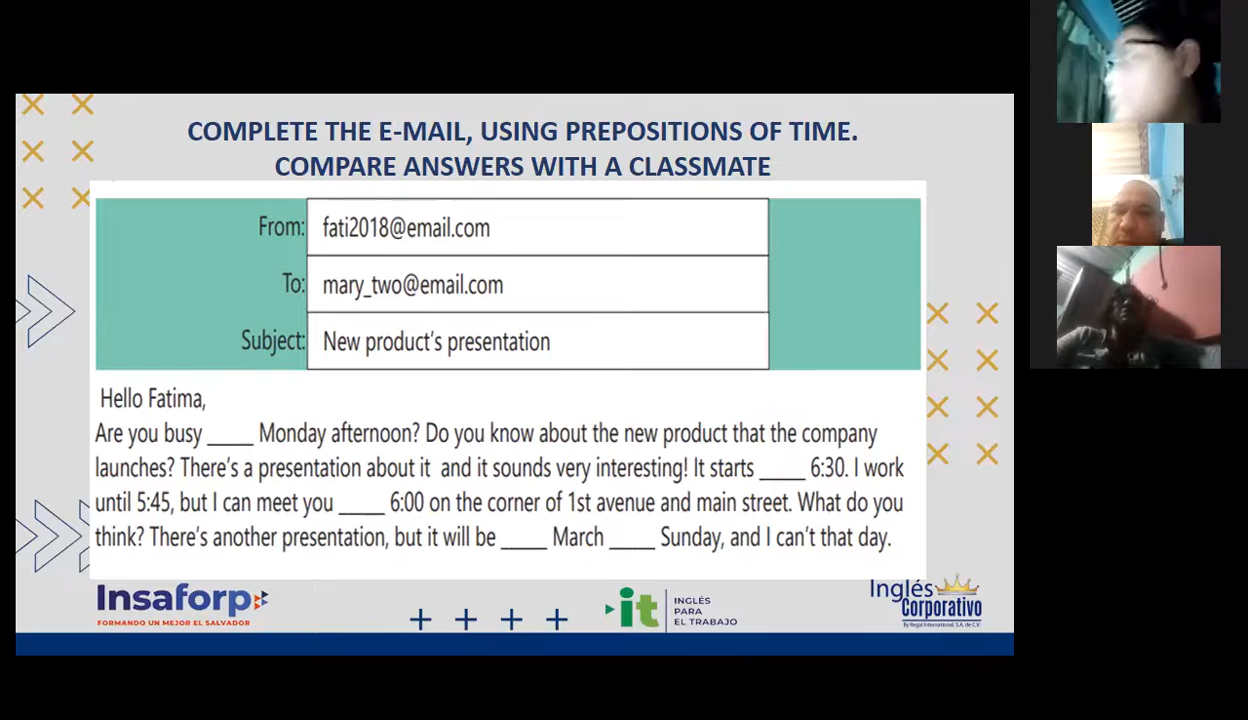 COMPLETE THE E-MAIL, USING PREPOSITIONS OF TIME.
COMPARE ANSWERS WITH A CLASSMATE
From: fati2018@email.com
To: mary_two@email.com
Subject: New product's presentation
Hello Fatima,
Are you busy _____ Monday afternoon? Do you know about the new product that the company
launches? There's a presentation about it and it sounds very interesting! It starts _____ 6:30. I work
until 5:45, but I can meet you _____ 6:00 on the corner of 1st avenue and main street. What do you
think? There's another presentation, but it will be _____ March _____ Sunday, and I can't that day.
Insaforp
FORMANDO UN MEJOR EL SALVADOR
it
INGLÉS
PARA
EL TRABAJO
Inglés
Corporativo
By Regal International, S.A. de C.V.